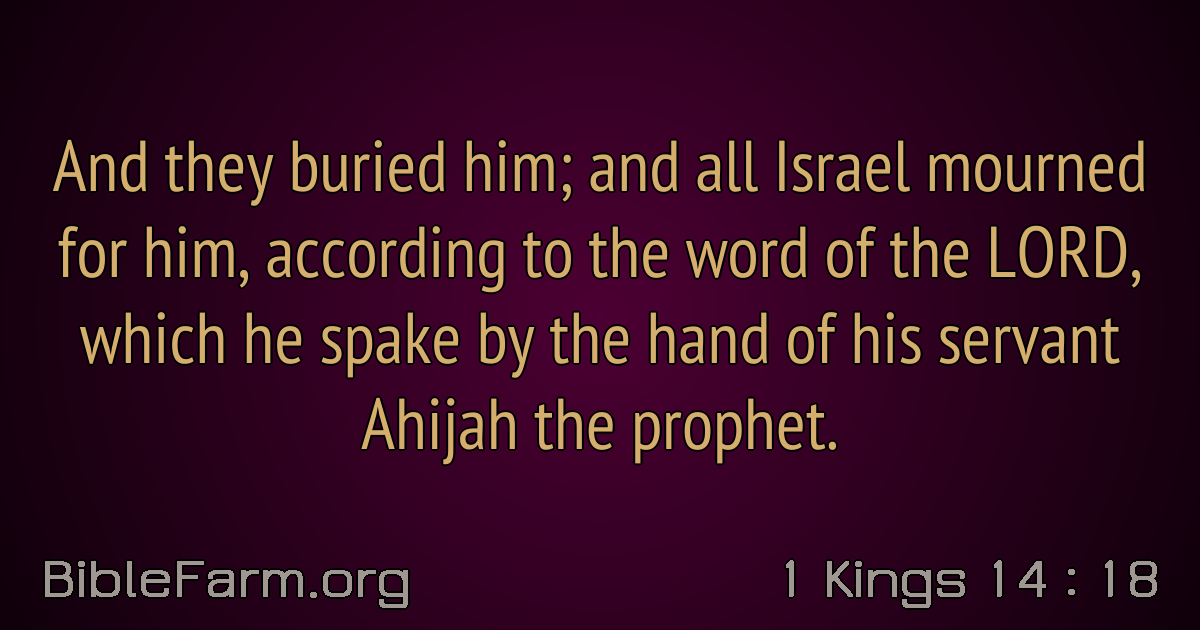 And they buried him; and all Israel mourned
for him, according to the word of the LORD,
which he spake by the hand of his servant
Ahijah the prophet.
BibleFarm.org
1 Kings 14 : 18